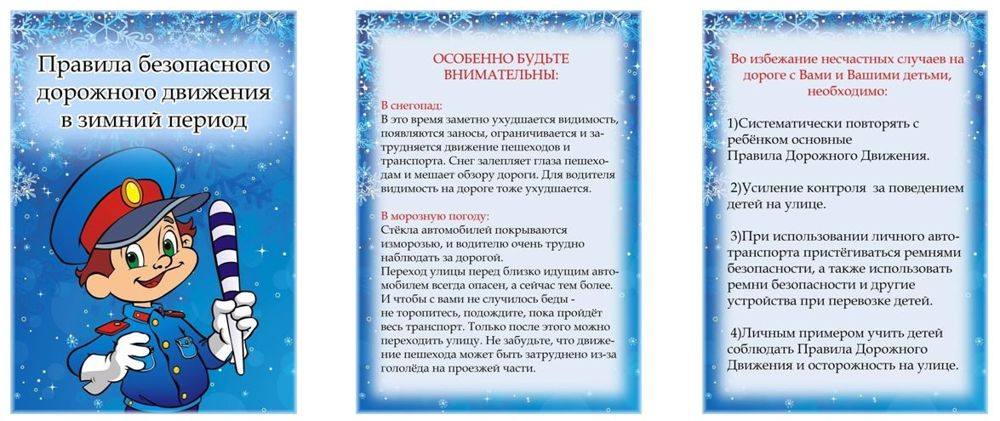 Правила безопасного
дорожного движения
в зимний период
ОСОБЕННО БУДЬТЕ
ВНИМАТЕЛЬНЫ:
В снегопад:
В это время заметно ухудшается видимость,
появляются заносы, ограничивается и за-
трудняется движение пешеходов и
транспорта. Снег залепляет глаза пешехо-
дам и мешает обзору дороги. Для водителя
видимость на дороге тоже ухудшается.
В морозную погоду:
Стёкла автомобилей покрываются
изморозью, и водителю очень трудно
наблюдать за дорогой.
Переход улицы перед близко идущим авто-
мобилем всегда опасен, а сейчас тем более.
И чтобы с вами не случилось беды -
не торопитесь, подождите, пока пройдёт
весь транспорт. Только после этого можно
переходить улицу. Не забудьте, что движе-
ние пешехода может быть затруднено из-за
гололёда на проезжей части.
Во избежание несчастных случаев на
дороге с Вами и Вашими детьми,
необходимо:
1)Систематически повторять с
ребёнком основные
Правила Дорожного Движения.
2)Усиление контроля за поведением
детей на улице.
3)При использовании личного авто-
транспорта пристёгиваться ремнями
безопасности, а также использовать
ремни безопасности и другие
устройства при перевозке детей.
4)Личным примером учить детей
соблюдать Правила Дорожного
Движения и осторожность на улице.